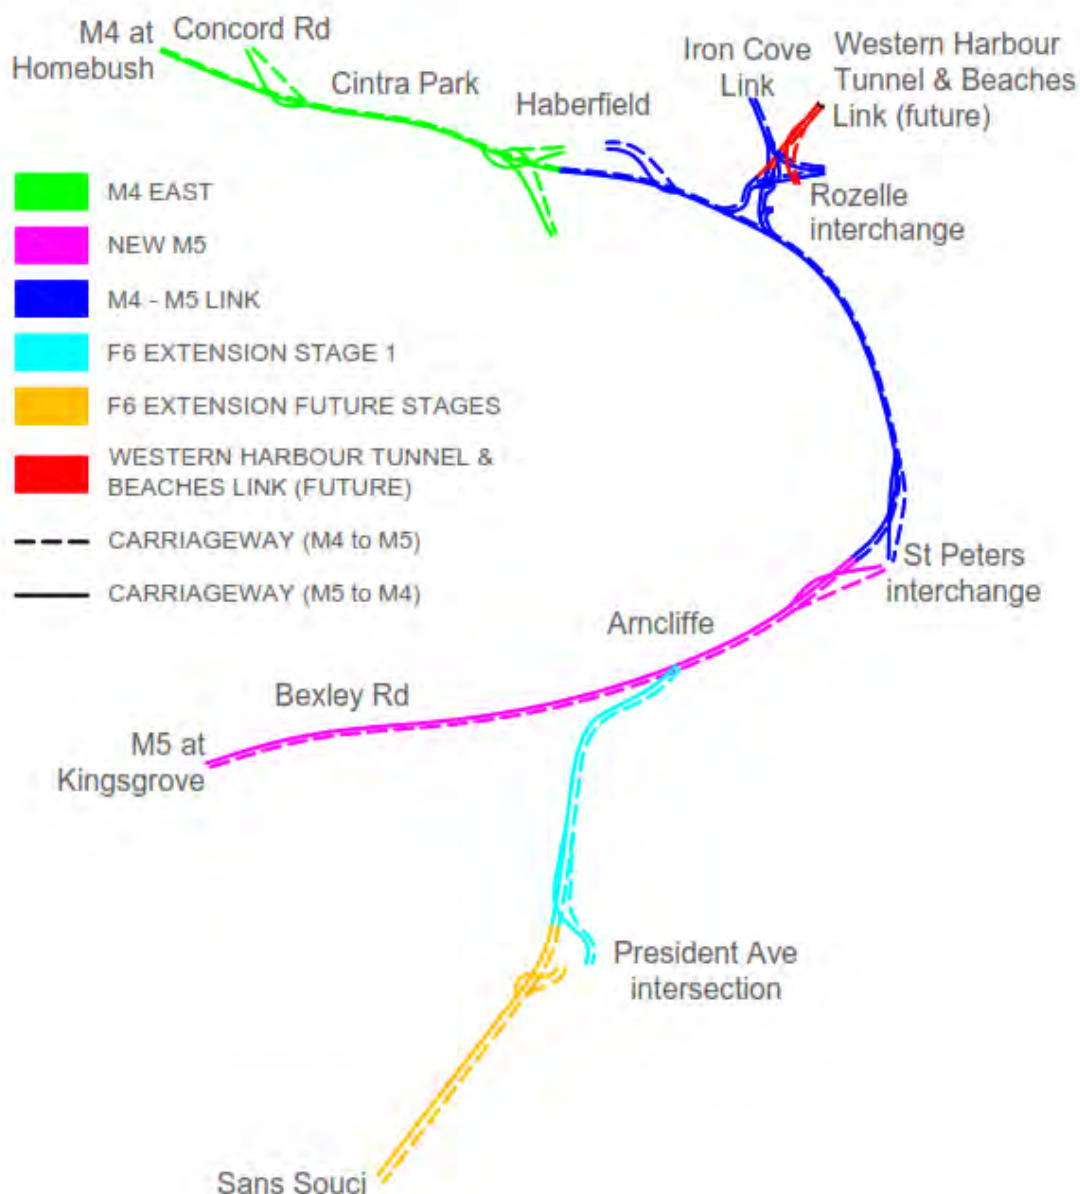 M4 at
Homebush
Concord Rd
Cintra Park
Haberfield
Iron Cove
Link
Western Harbour
Tunnel & Beaches
Link (future)
Rozelle
interchange
M4 EAST
NEW M5
M4 - M5 LINK
F6 EXTENSION STAGE 1
F6 EXTENSION FUTURE STAGES
WESTERN HARBOUR TUNNEL &
BEACHES LINK (FUTURE)
CARRIAGEWAY (M4 to M5)
CARRIAGEWAY (M5 to M4)
St Peters
interchange
Arncliffe
Bexley Rd
M5 at
Kingsgrove
President Ave
intersection
Sans Souci